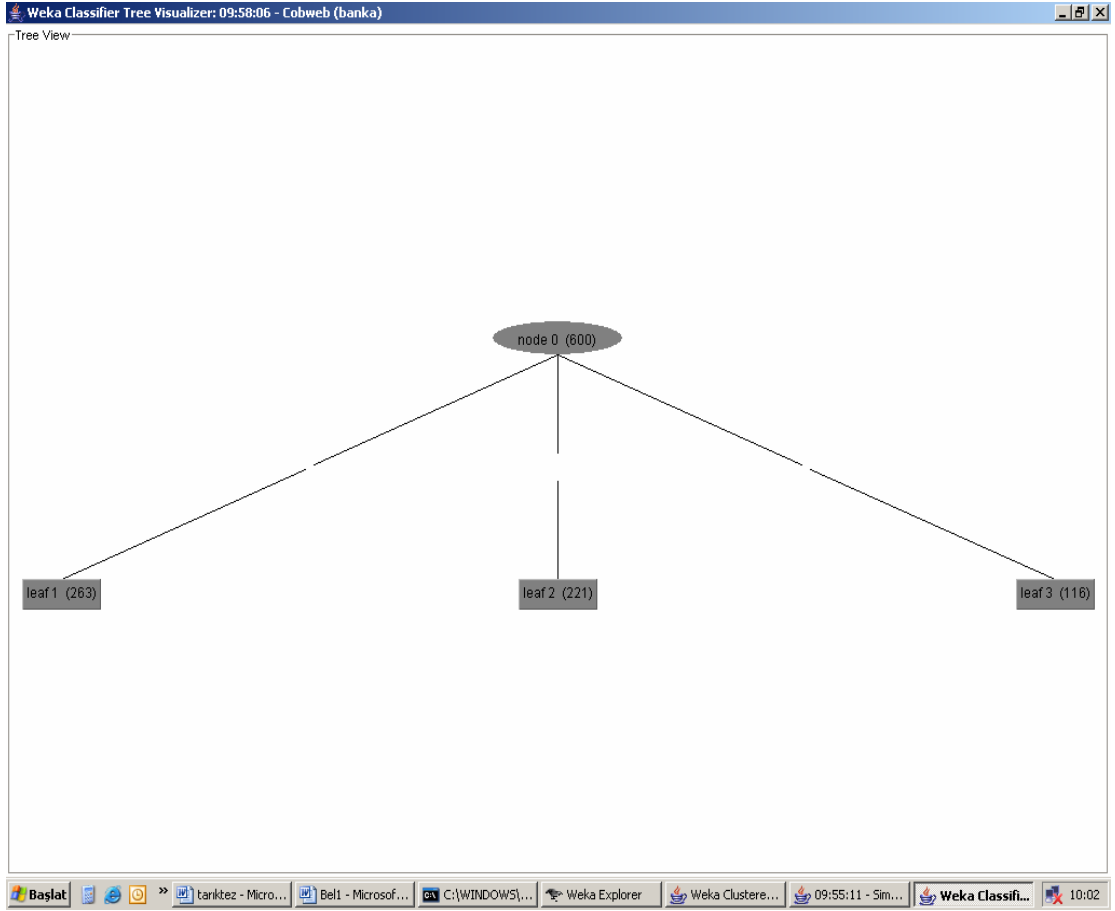 Weka Classifier Tree Visualizer: 09:58:06 - Cobweb (banka)
Tree View
node 0 (600)
leaf 1 (263)
leaf 2 (221)
leaf 3 (116)
Başlat
»
tarıktez - Micro...
Bel1 - Microsof...
C:\WINDOWS\...
Weka Explorer
Weka Clustere...
09:55:11 - Sim...
Weka Classifi...
10:02